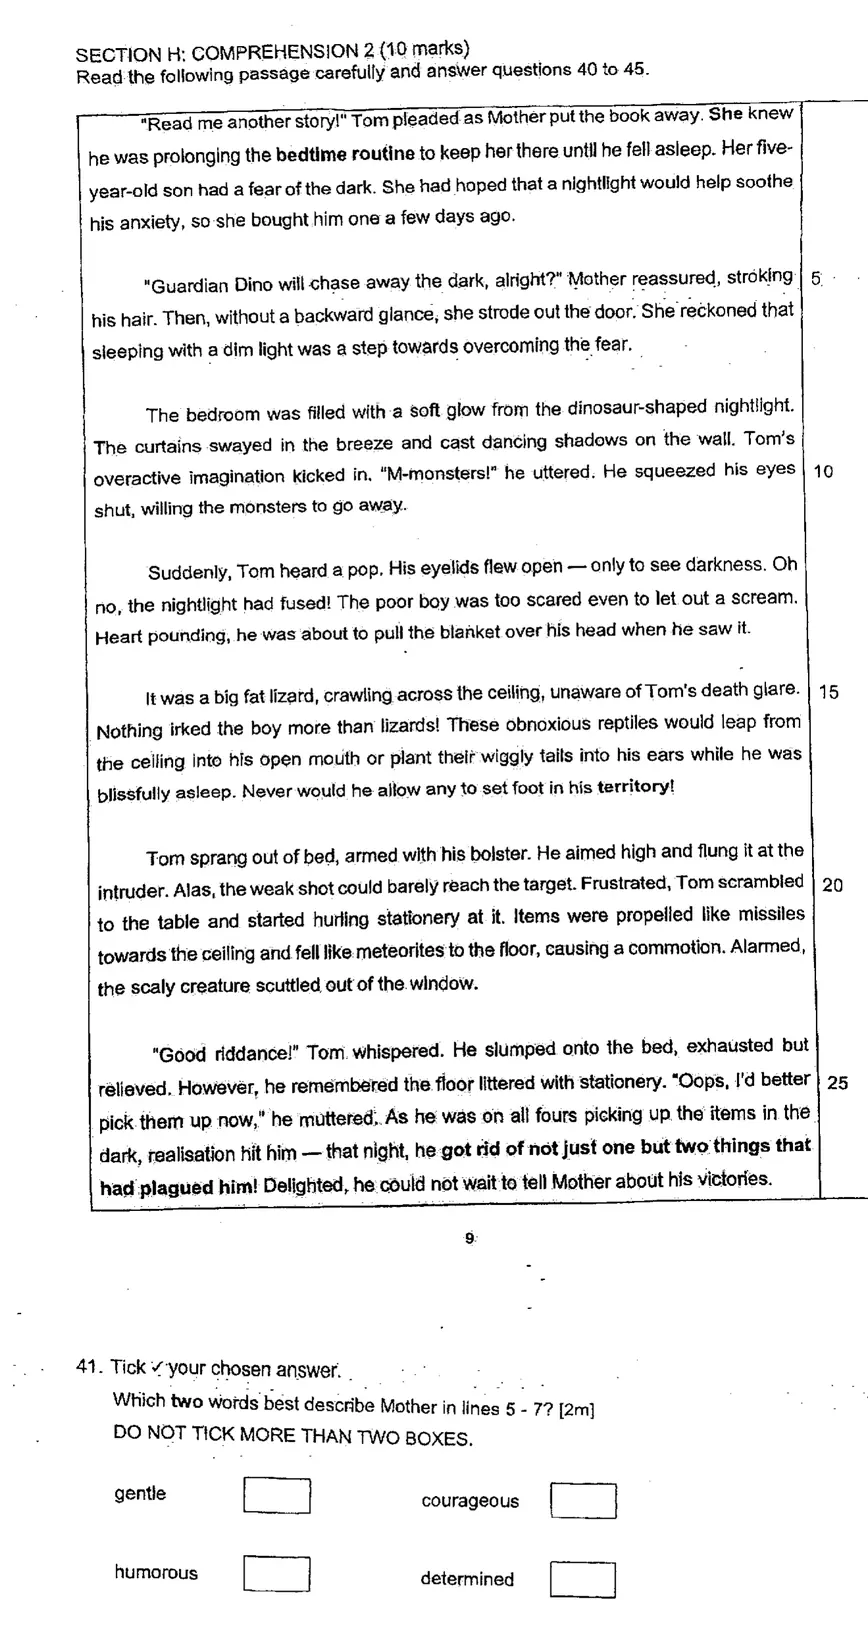 SECTION H: COMPREHENSION 2 (10 marks)
Read the following passage carefully and answer questions 40 to 45.
"Read me another story!" Tom pleaded as Mother put the book away. She knew
he was prolonging the bedtime routine to keep her there until he fell asleep. Her five-
year-old son had a fear of the dark. She had hoped that a nightlight would help soothe
his anxiety, so she bought him one a few days ago.
"Guardian Dino will chase away the dark, alright?" Mother reassured, stroking 5
his hair. Then, without a backward glance, she strode out the door. She reckoned that
sleeping with a dim light was a step towards overcoming the fear.
The bedroom was filled with a soft glow from the dinosaur-shaped nightlight.
The curtains swayed in the breeze and cast dancing shadows on the wall. Tom's
overactive imagination kicked in. "M-monsters!" he uttered. He squeezed his eyes 10
shut, willing the monsters to go away.
Suddenly, Tom heard a pop. His eyelids flew open — only to see darkness. Oh
no, the nightlight had fused! The poor boy was too scared even to let out a scream.
Heart pounding, he was about to pull the blanket over his head when he saw it.
It was a big fat lizard, crawling across the ceiling, unaware of Tom's death glare. 15
Nothing irked the boy more than lizards! These obnoxious reptiles would leap from
the ceiling into his open mouth or plant their wiggly tails into his ears while he was
blissfully asleep. Never would he allow any to set foot in his territory!
Tom sprang out of bed, armed with his bolster. He aimed high and flung it at the
intruder. Alas, the weak shot could barely reach the target. Frustrated, Tom scrambled 20
to the table and started hurling stationery at it. Items were propelled like missiles
towards the ceiling and fell like meteorites to the floor, causing a commotion. Alarmed,
the scaly creature scuttled out of the window.
"Good riddance!" Tom whispered. He slumped onto the bed, exhausted but
relieved. However, he remembered the floor littered with stationery. "Oops, I'd better 25
pick them up now," he muttered. As he was on all fours picking up the items in the
dark, realisation hit him — that night, he got rid of not just one but two things that
had plagued him! Delighted, he could not wait to tell Mother about his victories.
9
41. Tick ✓ your chosen answer.
Which two words best describe Mother in lines 5 - 7? [2m]
DO NOT TICK MORE THAN TWO BOXES.
gentle courageous
humorous determined